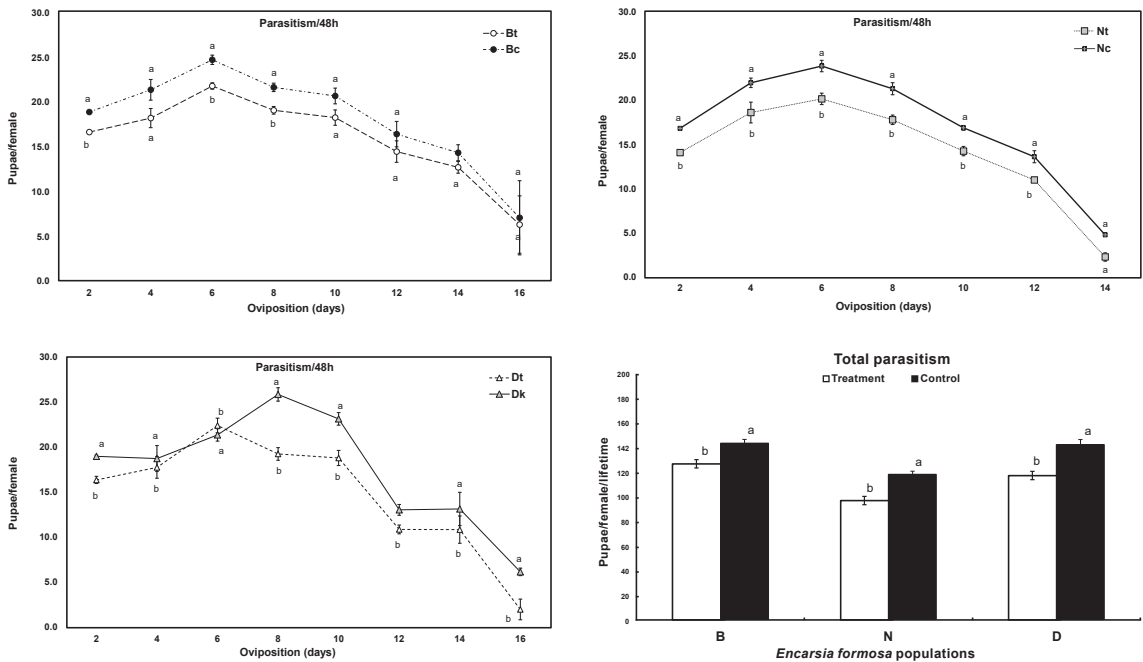 Parasitism/48h
Bt
Bc
30.0
25.0
20.0
15.0
10.0
5.0
0.0
Pupae/female
a a a a a a a
b a b a a a a
2 4 6 8 10 12 14 16
Oviposition (days)
Parasitism/48h
Nt
Nc
30.0
25.0
20.0
15.0
10.0
5.0
0.0
Pupae/female
a a a a a a a
b b b b b b a
2 4 6 8 10 12 14
Oviposition (days)
Parasitism/48h
Dt
Dk
30.0
25.0
20.0
15.0
10.0
5.0
0.0
Pupae/female
a a b a a a a
b b a b b b b b
2 4 6 8 10 12 14 16
Oviposition (days)
Total parasitism
Treatment Control
200
180
160
140
120
100
80
60
40
20
0
Pupae/female/lifetime
b a b a b a
B N D
Encarsia formosa populations